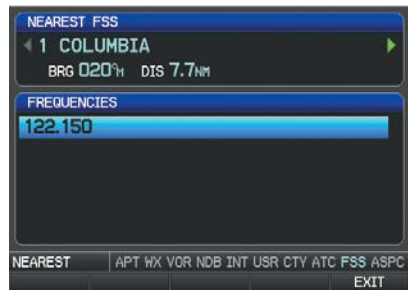 NEAREST FSS
1 COLUMBIA
BRG 020°M DIS 7.7NM
FREQUENCIES
122.150
NEAREST APT WX VOR NDB INT USR CTY ATC FSS ASPC
EXIT